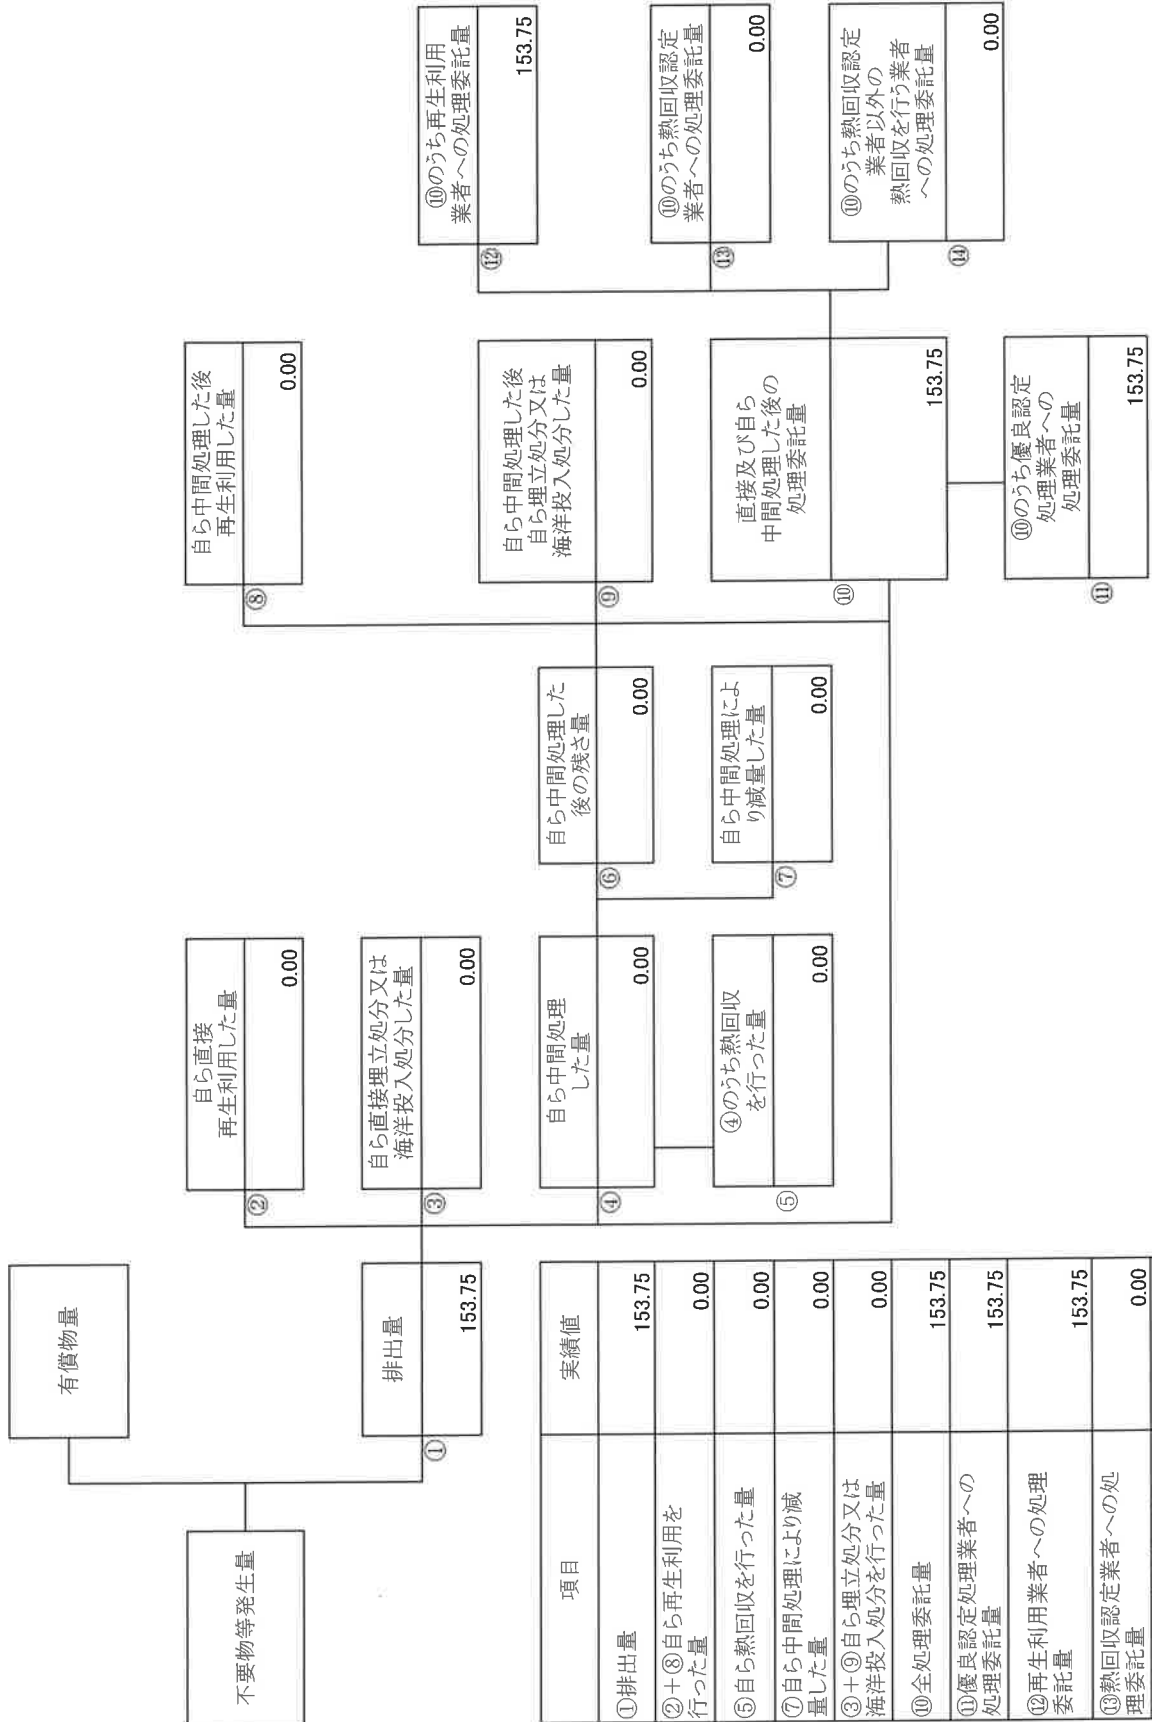 有償物量
不要物等発生量
排出量
①
153.75
自ら直接
再生利用した量
②
0.00
自ら直接埋立処分又は
海洋投入処分した量
③
0.00
自ら中間処理
した量
④
0.00
④のうち熱回収
を行った量
⑤
0.00
自ら中間処理した
後の残さ量
⑥
0.00
自ら中間処理によ
り減量した量
⑦
0.00
自ら中間処理した後
再生利用した量
⑧
0.00
自ら中間処理した後
自ら埋立処分又は
海洋投入処分した量
⑨
0.00
直接及び自ら
中間処理した後の
処理委託量
⑩
153.75
⑩のうち優良認定
処理業者への
処理委託量
⑪
153.75
⑩のうち再生利用
業者への処理委託量
⑫
153.75
⑩のうち熱回収認定
業者への処理委託量
⑬
0.00
⑩のうち熱回収認定
業者以外の
熱回収を行う業者
への処理委託量
⑭
0.00
項目 実績値
①排出量 153.75
②+⑧自ら再生利用を
行った量 0.00
⑤自ら熱回収を行った量 0.00
⑦自ら中間処理により減
量した量 0.00
③+⑨自ら埋立処分又は
海洋投入処分を行った量 0.00
⑩全処理委託量 153.75
⑪優良認定処理業者への
処理委託量 153.75
⑫再生利用業者への処理
委託量 153.75
⑬熱回収認定業者への処
理委託量 0.00